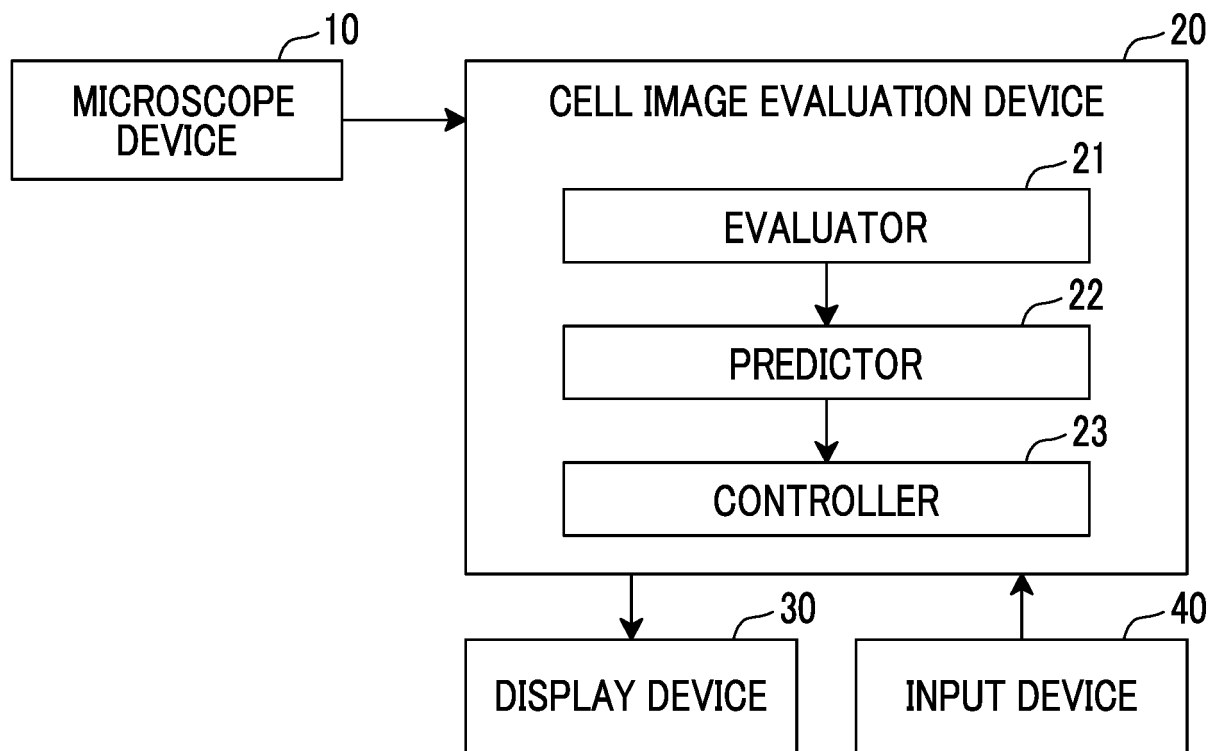 10
MICROSCOPE
DEVICE
20
CELL IMAGE EVALUATION DEVICE
21
EVALUATOR
22
PREDICTOR
23
CONTROLLER
30
DISPLAY DEVICE
40
INPUT DEVICE